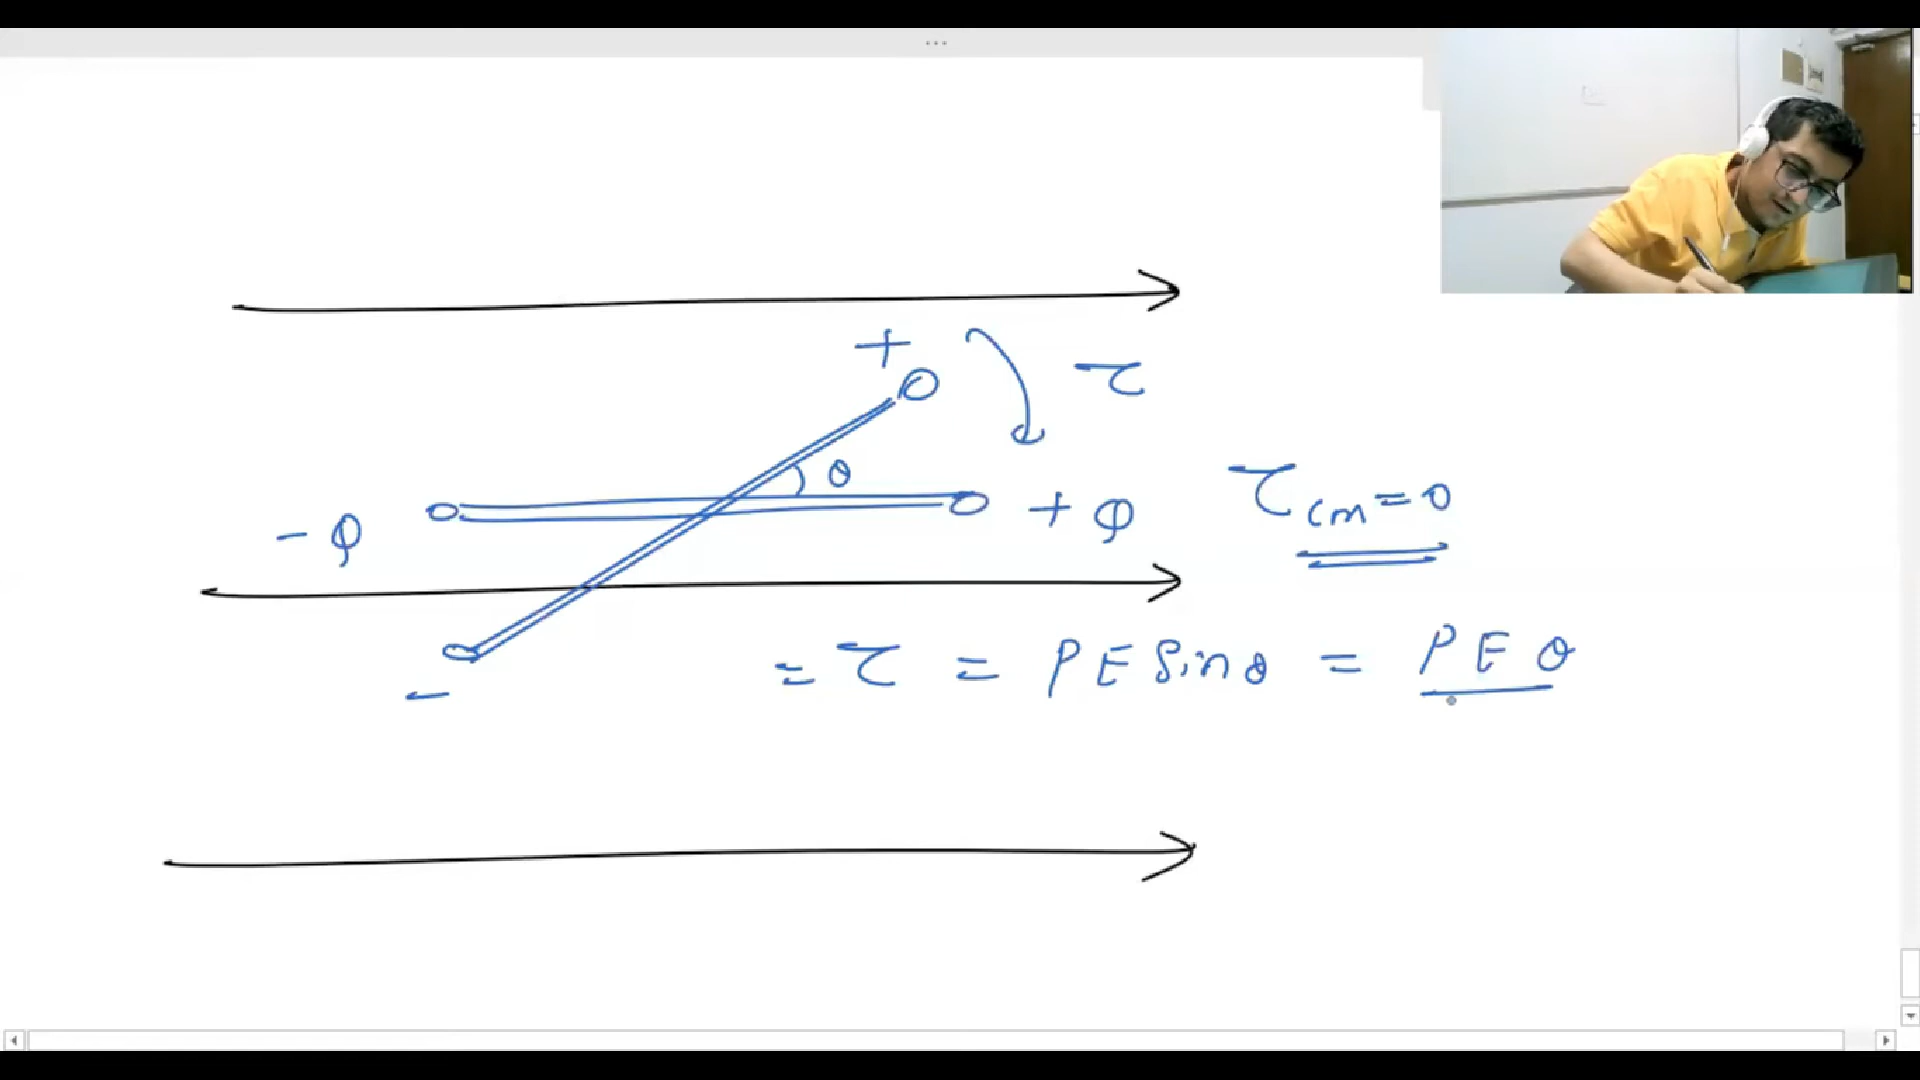 +
τ
θ
- Q
+ Q
τcm = 0
-
= τ = PE Sinθ = PEθ